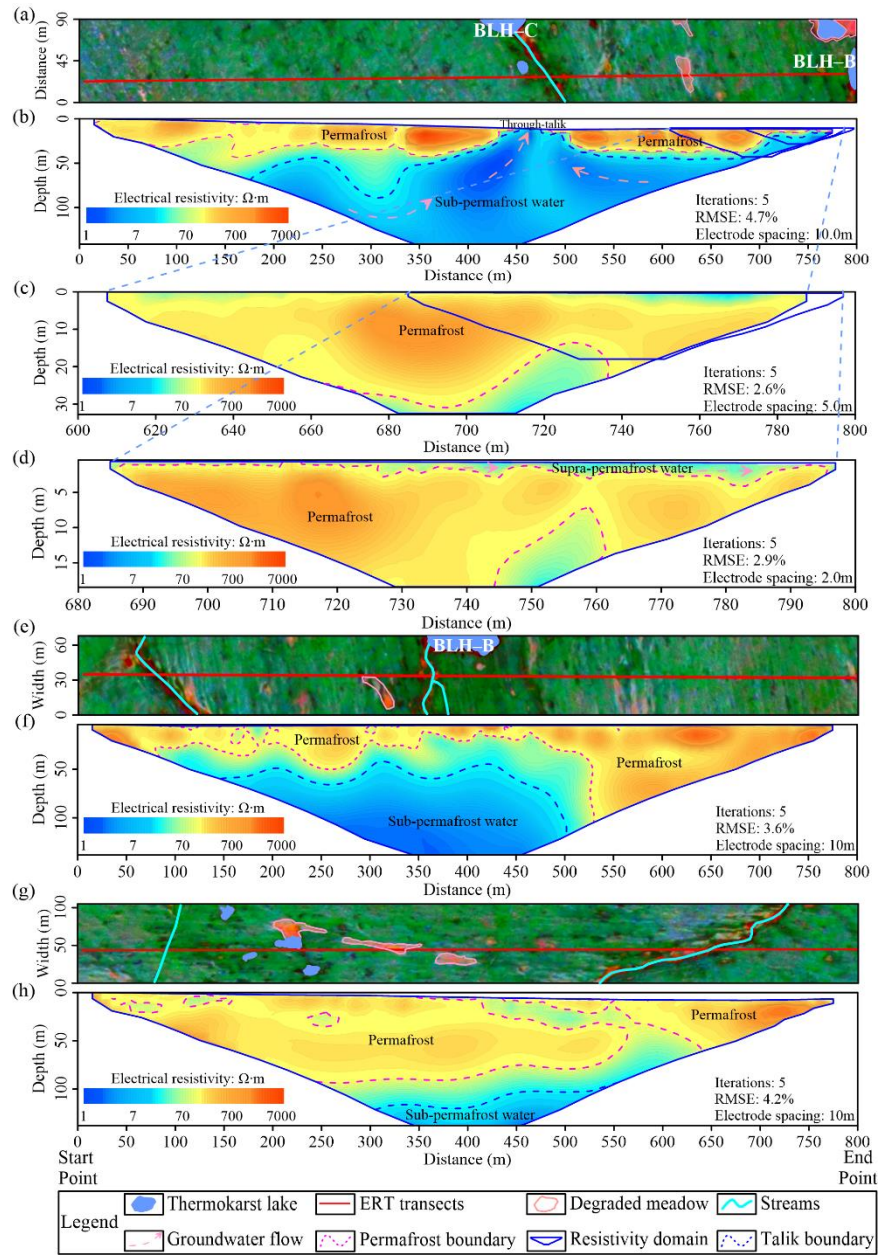 (a)
90
45
0
Distance (m)
BLH–C
BLH–B
(b)
0
50
100
Depth (m)
Through-talik
Permafrost
Permafrost
Sub-permafrost water
Electrical resistivity: Ω·m
1 7 70 700 7000
Iterations: 5
RMSE: 4.7%
Electrode spacing: 10.0m
0 50 100 150 200 250 300 350 400 450 500 550 600 650 700 750 800
Distance (m)
(c)
0
10
20
30
Depth (m)
Permafrost
Electrical resistivity: Ω·m
1 7 70 700 7000
Iterations: 5
RMSE: 2.6%
Electrode spacing: 5.0m
600 620 640 660 680 700 720 740 760 780 800
Distance (m)
(d)
5
10
15
Depth (m)
Supra-permafrost water
Permafrost
Electrical resistivity: Ω·m
1 7 70 700 7000
Iterations: 5
RMSE: 2.9%
Electrode spacing: 2.0m
680 690 700 710 720 730 740 750 760 770 780 790 800
Distance (m)
(e)
60
30
0
Width (m)
BLH–B
(f)
0
50
100
Depth (m)
Permafrost
Permafrost
Sub-permafrost water
Electrical resistivity: Ω·m
1 7 70 700 7000
Iterations: 5
RMSE: 3.6%
Electrode spacing: 10m
0 50 100 150 200 250 300 350 400 450 500 550 600 650 700 750 800
Distance (m)
(g)
100
50
0
Width (m)
(h)
0
50
100
Depth (m)
Permafrost
Permafrost
Sub-permafrost water
Electrical resistivity: Ω·m
1 7 70 700 7000
Iterations: 5
RMSE: 4.2%
Electrode spacing: 10m
0 50 100 150 200 250 300 350 400 450 500 550 600 650 700 750 800
Start Point
Distance (m)
End Point
Legend
Thermokarst lake
ERT transects
Degraded meadow
Streams
Groundwater flow
Permafrost boundary
Resistivity domain
Talik boundary